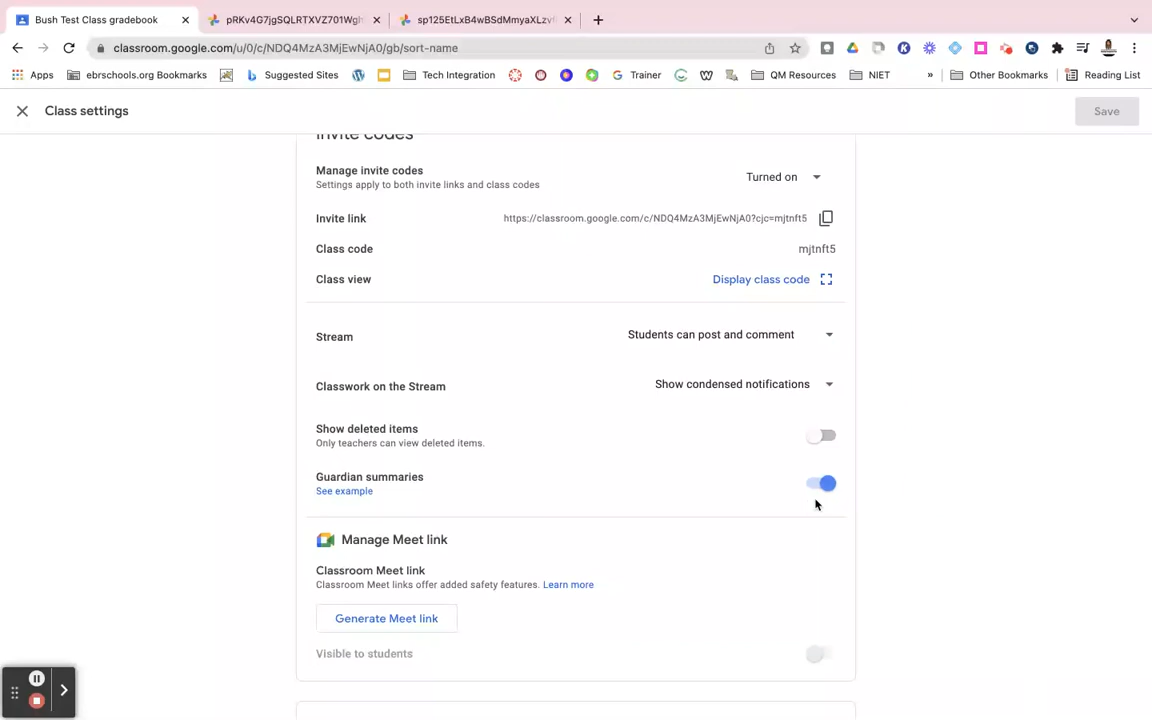 Bush Test Class gradebook
pRKv4G7jgSQLRTXVZ701Wgh
sp125EtLxB4wBSdMmyaXLzvf
classroom.google.com/u/0/c/NDQ4MzA3MjEwNjA0/gb/sort-name
Apps
ebrschools.org Bookmarks
Suggested Sites
Tech Integration
Trainer
QM Resources
NIET
»
Other Bookmarks
Reading List
Class settings
Save
Invite codes
Manage invite codes
Turned on
Settings apply to both invite links and class codes
Invite link
https://classroom.google.com/c/NDQ4MzA3MjEwNjA0?cjc=mjtnft5
Class code
mjtnft5
Class view
Display class code
Stream
Students can post and comment
Classwork on the Stream
Show condensed notifications
Show deleted items
Only teachers can view deleted items.
Guardian summaries
See example
Manage Meet link
Classroom Meet link
Classroom Meet links offer added safety features. Learn more
Generate Meet link
Visible to students